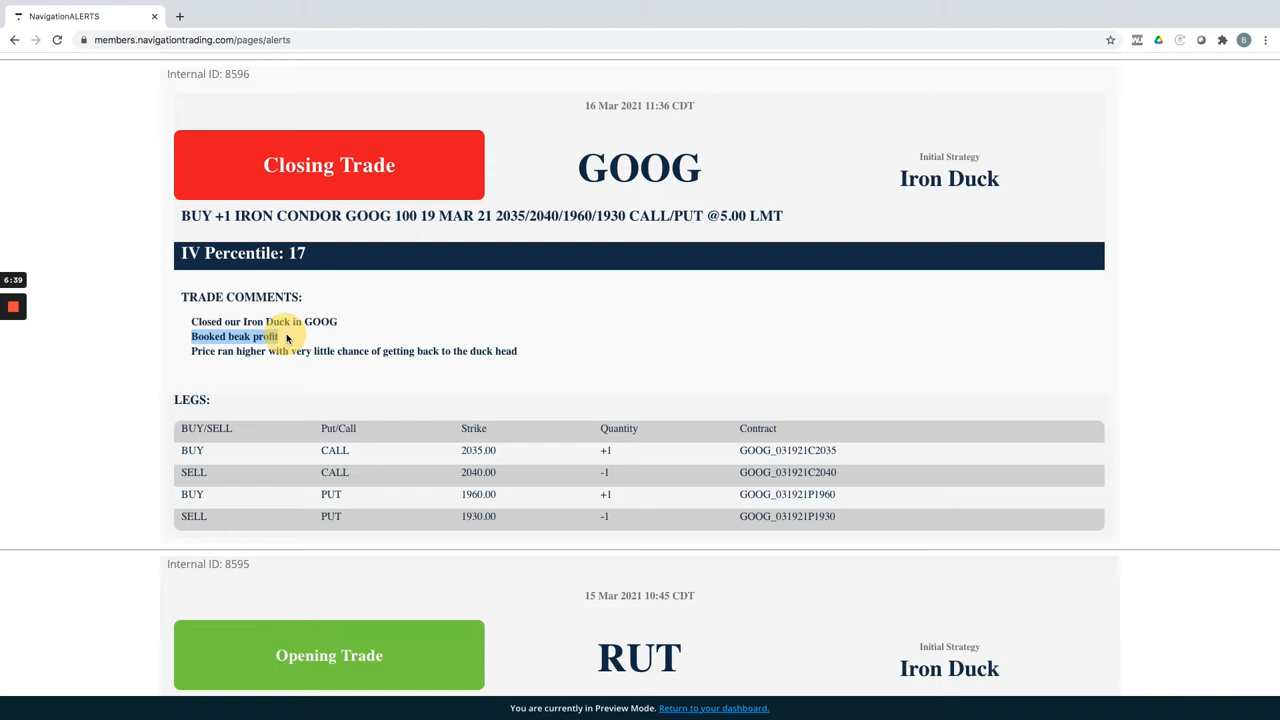 NavigationALERTS
members.navigationtrading.com/pages/alerts
B
Internal ID: 8596
16 Mar 2021 11:36 CDT
Closing Trade
GOOG
Initial Strategy
Iron Duck
BUY +1 IRON CONDOR GOOG 100 19 MAR 21 2035/2040/1960/1930 CALL/PUT @5.00 LMT
IV Percentile: 17
6:39
TRADE COMMENTS:
Closed our Iron Duck in GOOG
Booked beak profit
Price ran higher with very little chance of getting back to the duck head
LEGS:
BUY/SELL Put/Call Strike Quantity Contract
BUY CALL 2035.00 +1 GOOG_031921C2035
SELL CALL 2040.00 -1 GOOG_031921C2040
BUY PUT 1960.00 +1 GOOG_031921P1960
SELL PUT 1930.00 -1 GOOG_031921P1930
Internal ID: 8595
15 Mar 2021 10:45 CDT
Opening Trade
RUT
Initial Strategy
Iron Duck
You are currently in Preview Mode. Return to your dashboard.